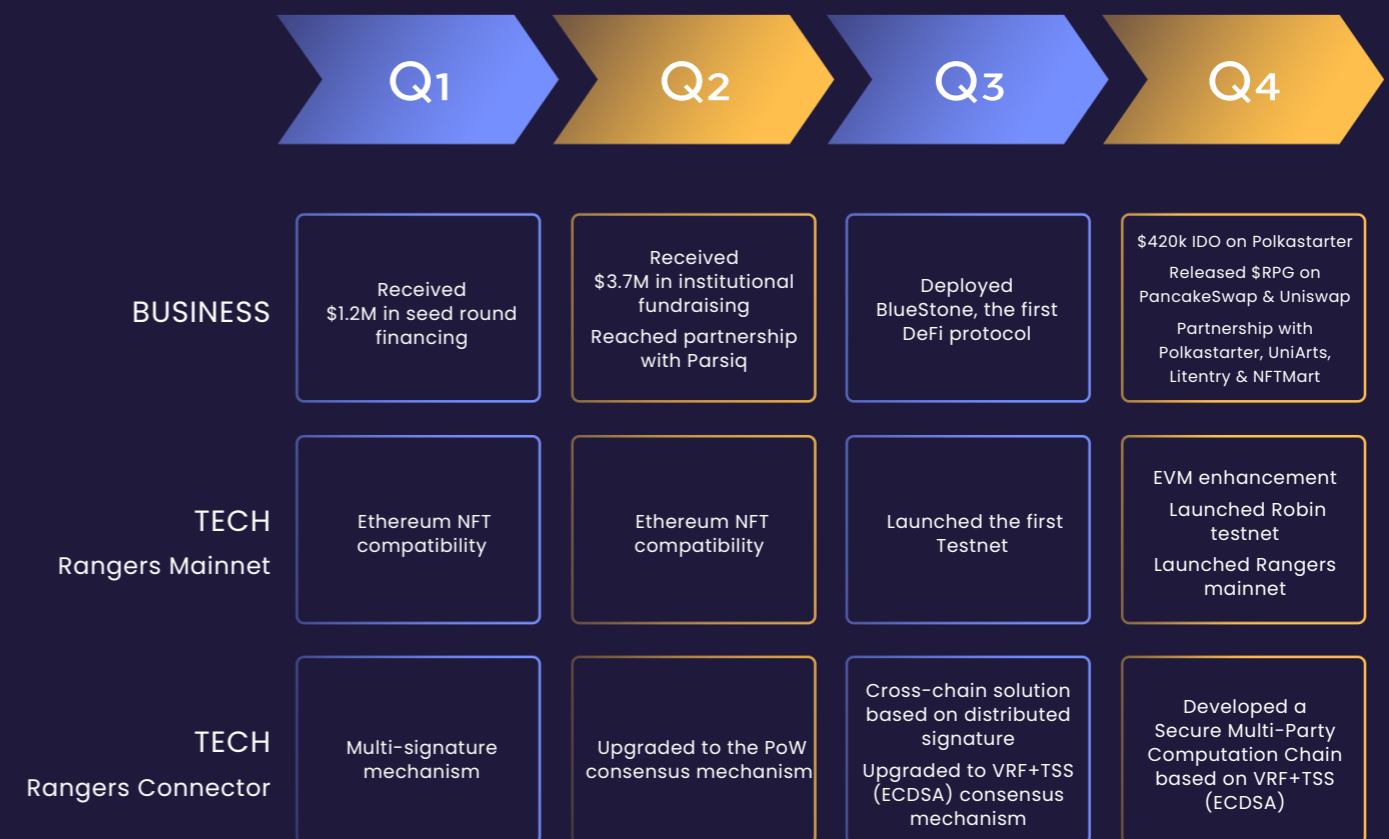 Q1
Q2
Q3
Q4
BUSINESS
Received
$1.2M in seed round
financing
Received
$3.7M in institutional
fundraising
Reached partnership
with Parsiq
Deployed
BlueStone, the first
DeFi protocol
$420k IDO on Polkastarter
Released $RPG on
PancakeSwap & Uniswap
Partnership with
Polkastarter, UniArts,
Litentry & NFTMart
TECH
Rangers Mainnet
Ethereum NFT
compatibility
Ethereum NFT
compatibility
Launched the first
Testnet
EVM enhancement
Launched Robin
testnet
Launched Rangers
mainnet
TECH
Rangers Connector
Multi-signature
mechanism
Upgraded to the PoW
consensus mechanism
Cross-chain solution
based on distributed
signature
Upgraded to VRF+TSS
(ECDSA) consensus
mechanism
Developed a
Secure Multi-Party
Computation Chain
based on VRF+TSS
(ECDSA)